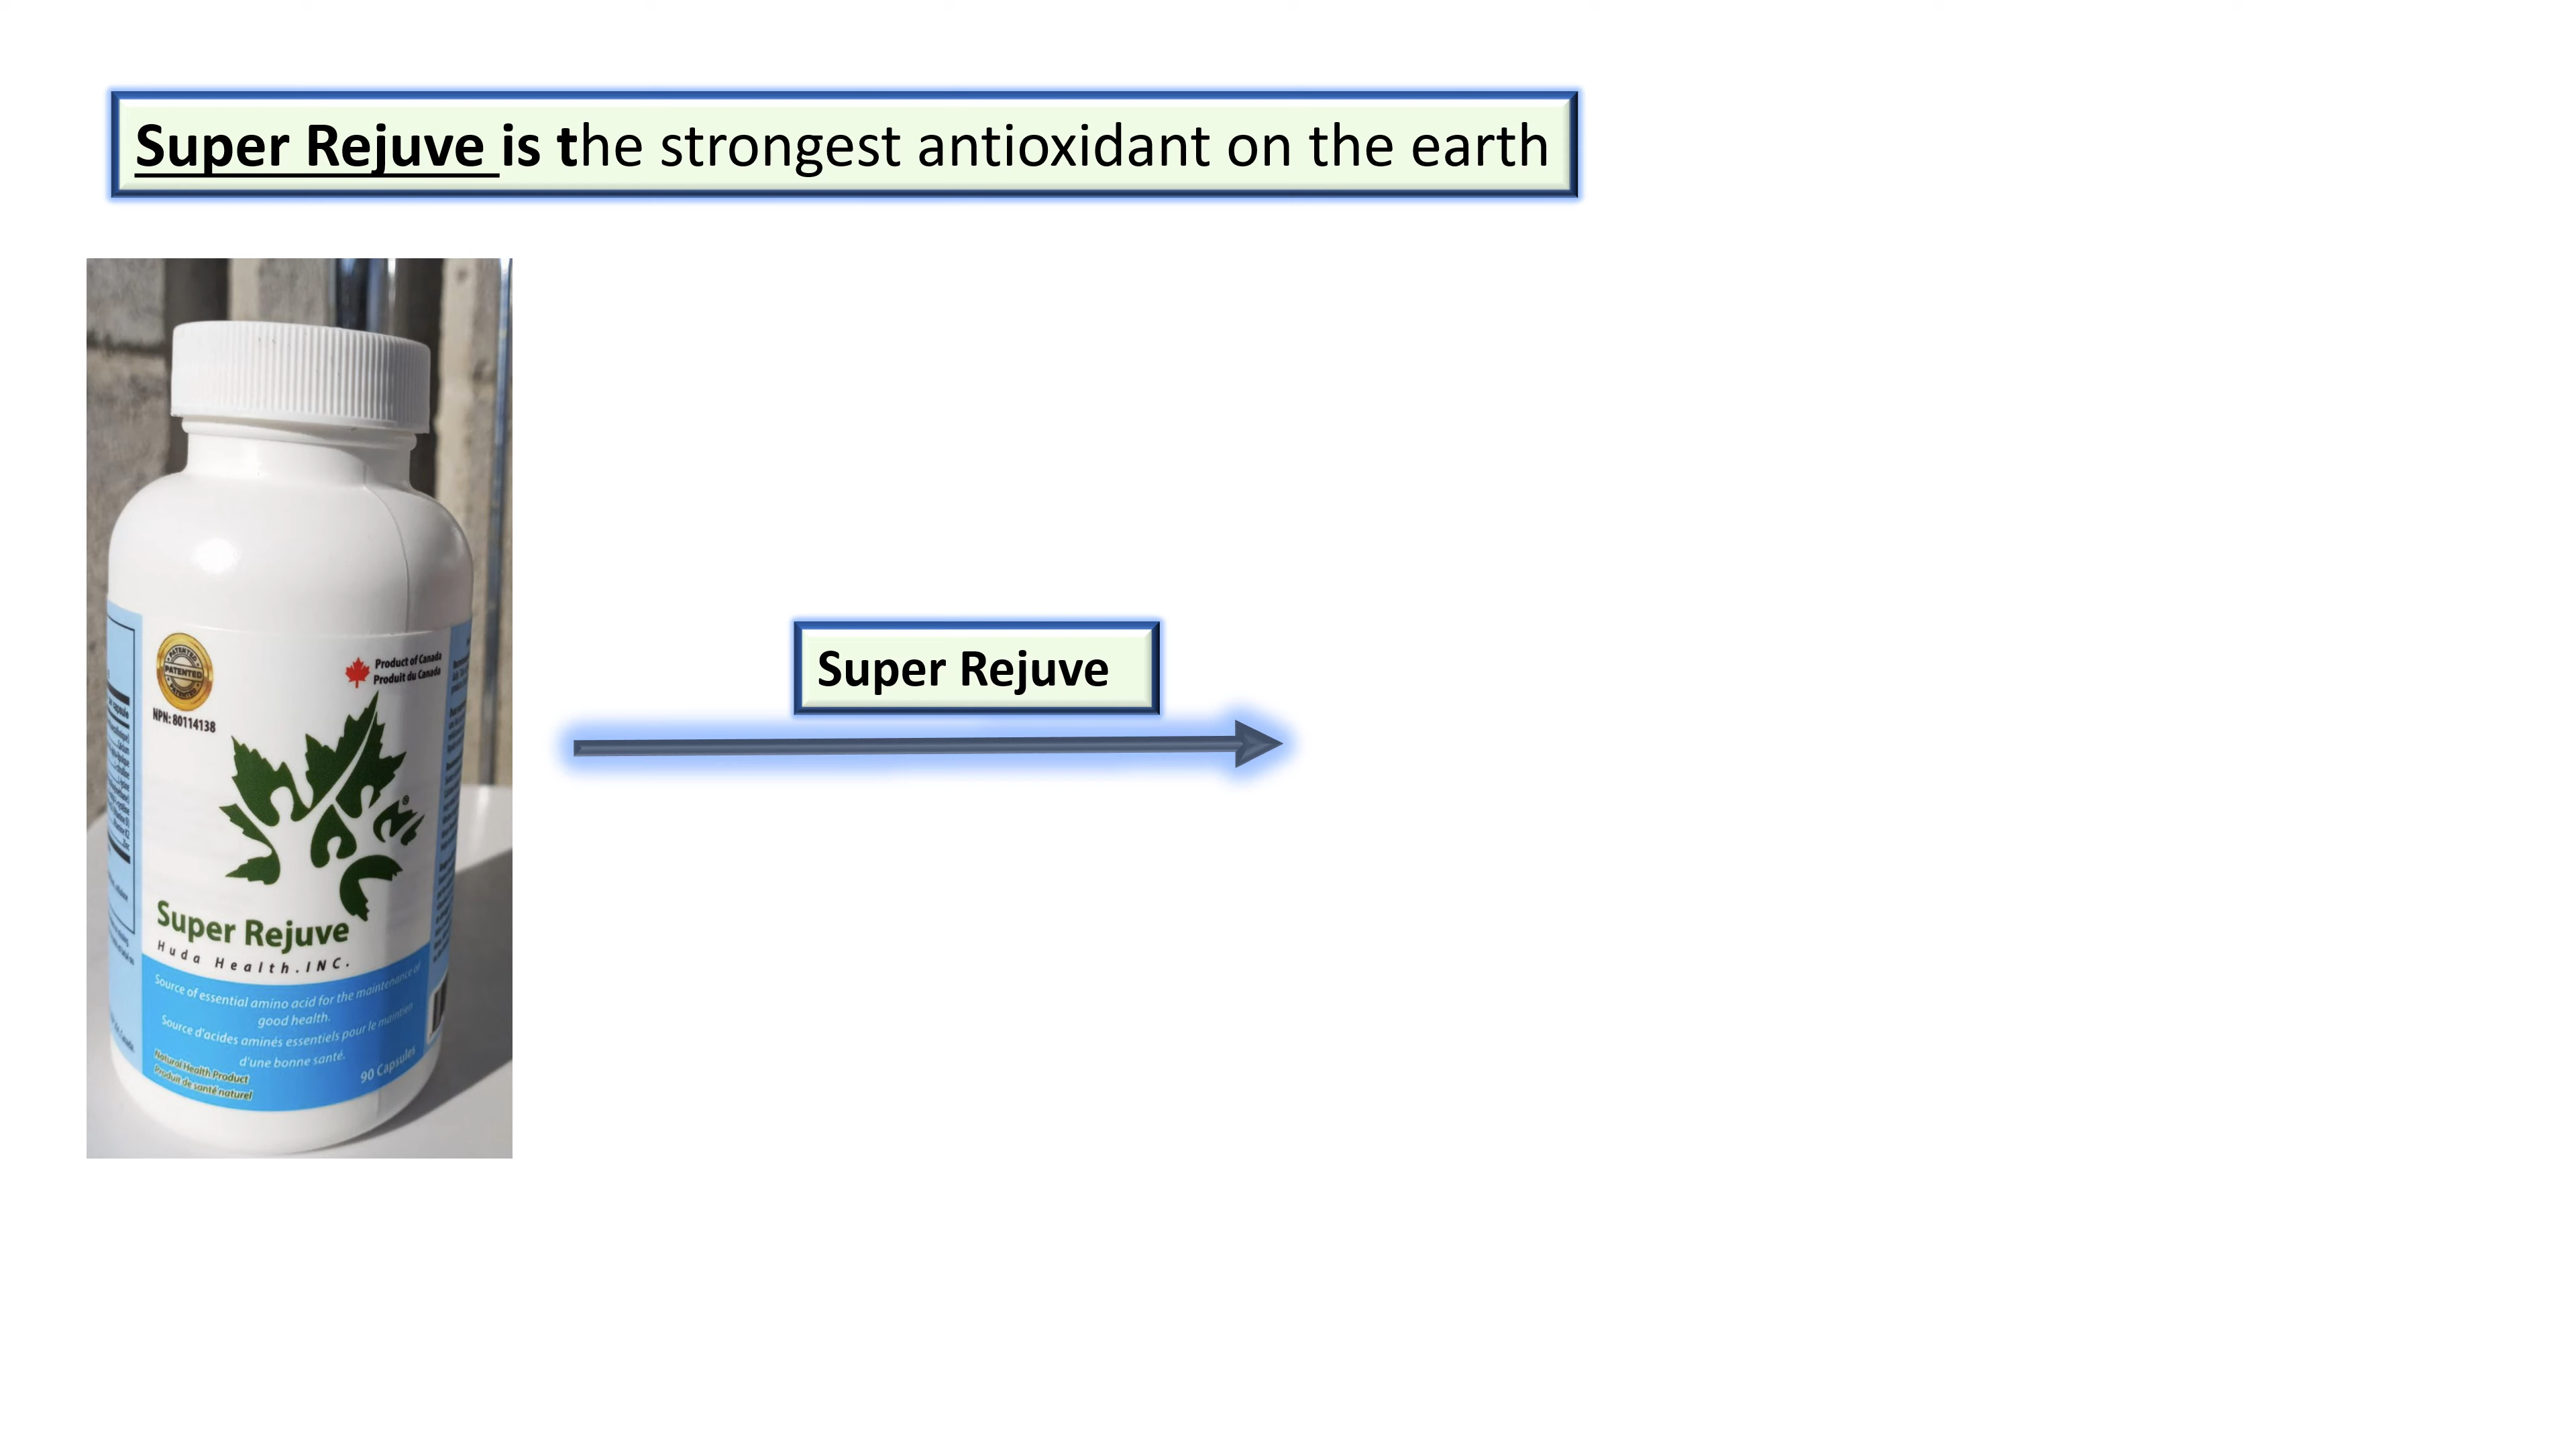 Super Rejuve is the strongest antioxidant on the earth
Super Rejuve
PATENTED
PATENTED
PATENTED
NPN: 80114138
Product of Canada
Produit du Canada
®
Super Rejuve
Huda Health.INC.
Source of essential amino acid for the maintenance of
good health.
Source d'acides aminés essentiels pour le maintien
d'une bonne santé.
Natural Health Product
Produit de santé naturel
90 Capsules